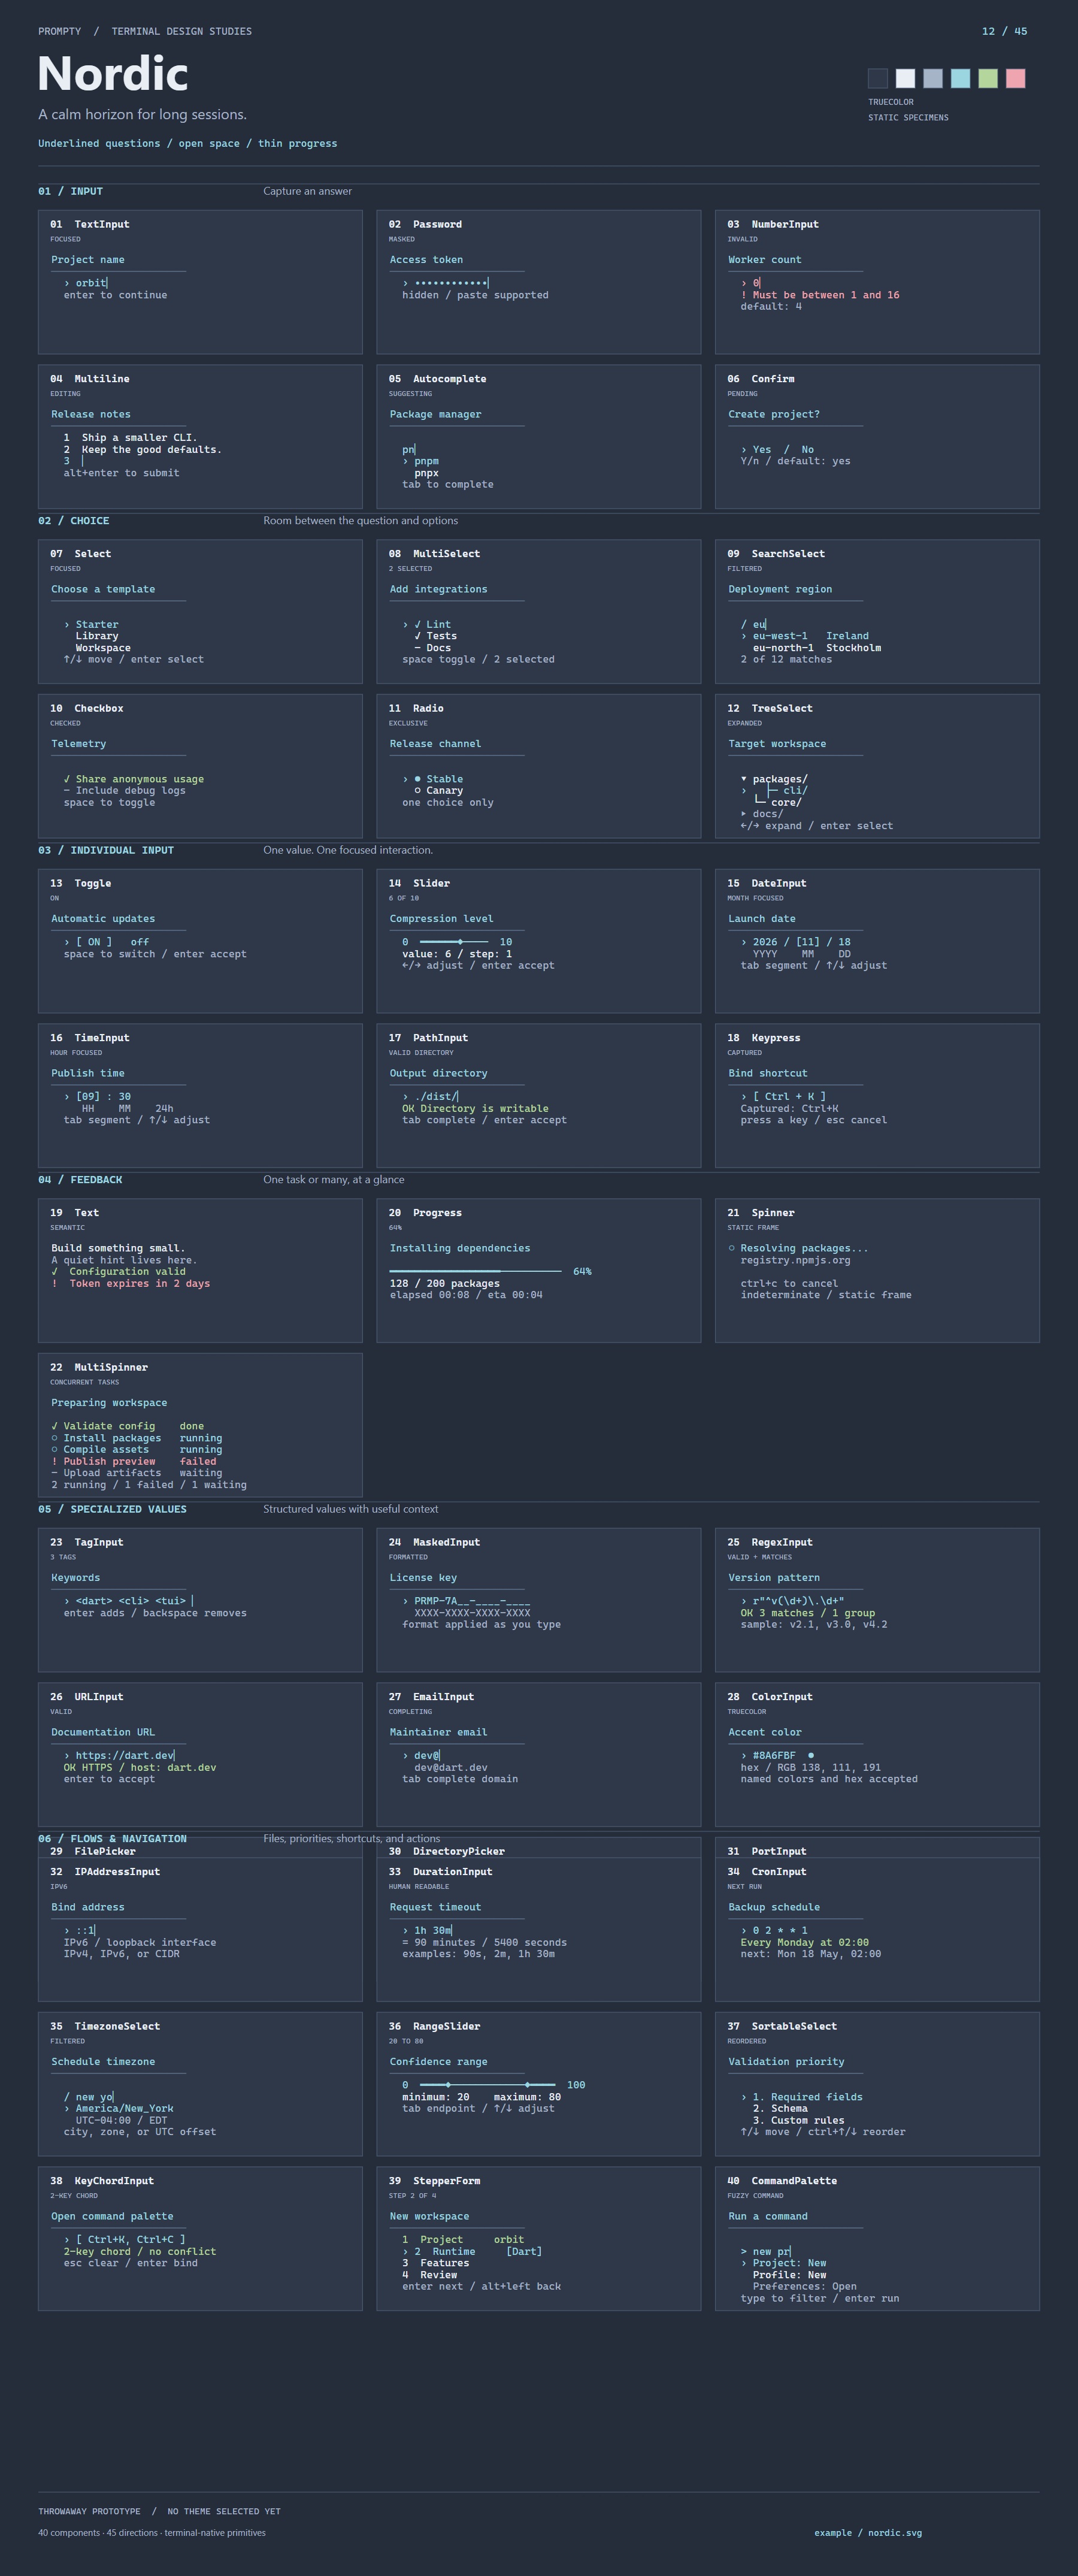 PROMPTY / TERMINAL DESIGN STUDIES
12 / 45
Nordic
A calm horizon for long sessions.
TRUECOLOR
STATIC SPECIMENS
Underlined questions / open space / thin progress
01 / INPUT
Capture an answer
01 TextInput
FOCUSED
Project name
› orbit
enter to continue
02 Password
MASKED
Access token
› ••••••••••••
hidden / paste supported
03 NumberInput
INVALID
Worker count
› 0
! Must be between 1 and 16
default: 4
04 Multiline
EDITING
Release notes
1 Ship a smaller CLI.
2 Keep the good defaults.
3
alt+enter to submit
05 Autocomplete
SUGGESTING
Package manager
pn
› pnpm
pnpx
tab to complete
06 Confirm
PENDING
Create project?
› Yes / No
Y/n / default: yes
02 / CHOICE
Room between the question and options
07 Select
FOCUSED
Choose a template
› Starter
Library
Workspace
↑/↓ move / enter select
08 MultiSelect
2 SELECTED
Add integrations
› √ Lint
√ Tests
- Docs
space toggle / 2 selected
09 SearchSelect
FILTERED
Deployment region
/ eu
› eu-west-1 Ireland
eu-north-1 Stockholm
2 of 12 matches
10 Checkbox
CHECKED
Telemetry
√ Share anonymous usage
- Include debug logs
space to toggle
11 Radio
EXCLUSIVE
Release channel
› ● Stable
○ Canary
one choice only
12 TreeSelect
EXPANDED
Target workspace
▾ packages/
› ├─ cli/
└─ core/
▸ docs/
←/→ expand / enter select
03 / INDIVIDUAL INPUT
One value. One focused interaction.
13 Toggle
ON
Automatic updates
› [ ON ] off
space to switch / enter accept
14 Slider
6 OF 10
Compression level
0 ━━━━━━◆──── 10
value: 6 / step: 1
←/→ adjust / enter accept
15 DateInput
MONTH FOCUSED
Launch date
› 2026 / [11] / 18
YYYY MM DD
tab segment / ↑/↓ adjust
16 TimeInput
HOUR FOCUSED
Publish time
› [09] : 30
HH MM 24h
tab segment / ↑/↓ adjust
17 PathInput
VALID DIRECTORY
Output directory
› ./dist/
OK Directory is writable
tab complete / enter accept
18 Keypress
CAPTURED
Bind shortcut
› [ Ctrl + K ]
Captured: Ctrl+K
press a key / esc cancel
04 / FEEDBACK
One task or many, at a glance
19 Text
SEMANTIC
Build something small.
A quiet hint lives here.
√ Configuration valid
! Token expires in 2 days
20 Progress
64%
Installing dependencies
64%
128 / 200 packages
elapsed 00:08 / eta 00:04
21 Spinner
STATIC FRAME
○ Resolving packages...
registry.npmjs.org
ctrl+c to cancel
indeterminate / static frame
22 MultiSpinner
CONCURRENT TASKS
Preparing workspace
√ Validate config done
○ Install packages running
○ Compile assets running
! Publish preview failed
- Upload artifacts waiting
2 running / 1 failed / 1 waiting
05 / SPECIALIZED VALUES
Structured values with useful context
23 TagInput
3 TAGS
Keywords
› <dart> <cli> <tui>
enter adds / backspace removes
24 MaskedInput
FORMATTED
License key
› PRMP-7A__-____-____
XXXX-XXXX-XXXX-XXXX
format applied as you type
25 RegexInput
VALID + MATCHES
Version pattern
› r"^v(\d+)\.\d+"
OK 3 matches / 1 group
sample: v2.1, v3.0, v4.2
26 URLInput
VALID
Documentation URL
› https://dart.dev
OK HTTPS / host: dart.dev
enter to accept
27 EmailInput
COMPLETING
Maintainer email
› dev@
dev@dart.dev
tab complete domain
28 ColorInput
TRUECOLOR
Accent color
› #8A6FBF ●
hex / RGB 138, 111, 191
named colors and hex accepted
06 / FLOWS & NAVIGATION
Files, priorities, shortcuts, and actions
29 FilePicker
30 DirectoryPicker
31 PortInput
32 IPAddressInput
IPV6
Bind address
› ::1
IPv6 / loopback interface
IPv4, IPv6, or CIDR
33 DurationInput
HUMAN READABLE
Request timeout
› 1h 30m
= 90 minutes / 5400 seconds
examples: 90s, 2m, 1h 30m
34 CronInput
NEXT RUN
Backup schedule
› 0 2 * * 1
Every Monday at 02:00
next: Mon 18 May, 02:00
35 TimezoneSelect
FILTERED
Schedule timezone
/ new yo
› America/New_York
UTC-04:00 / EDT
city, zone, or UTC offset
36 RangeSlider
20 TO 80
Confidence range
0 ━━━━◆────────────◆━━━━ 100
minimum: 20 maximum: 80
tab endpoint / ↑/↓ adjust
37 SortableSelect
REORDERED
Validation priority
› 1. Required fields
2. Schema
3. Custom rules
↑/↓ move / ctrl+↑/↓ reorder
38 KeyChordInput
2-KEY CHORD
Open command palette
› [ Ctrl+K, Ctrl+C ]
2-key chord / no conflict
esc clear / enter bind
39 StepperForm
STEP 2 OF 4
New workspace
1 Project orbit
› 2 Runtime [Dart]
3 Features
4 Review
enter next / alt+left back
40 CommandPalette
FUZZY COMMAND
Run a command
> new pr
› Project: New
Profile: New
Preferences: Open
type to filter / enter run
THROWAWAY PROTOTYPE / NO THEME SELECTED YET
40 components · 45 directions · terminal-native primitives
example / nordic.svg